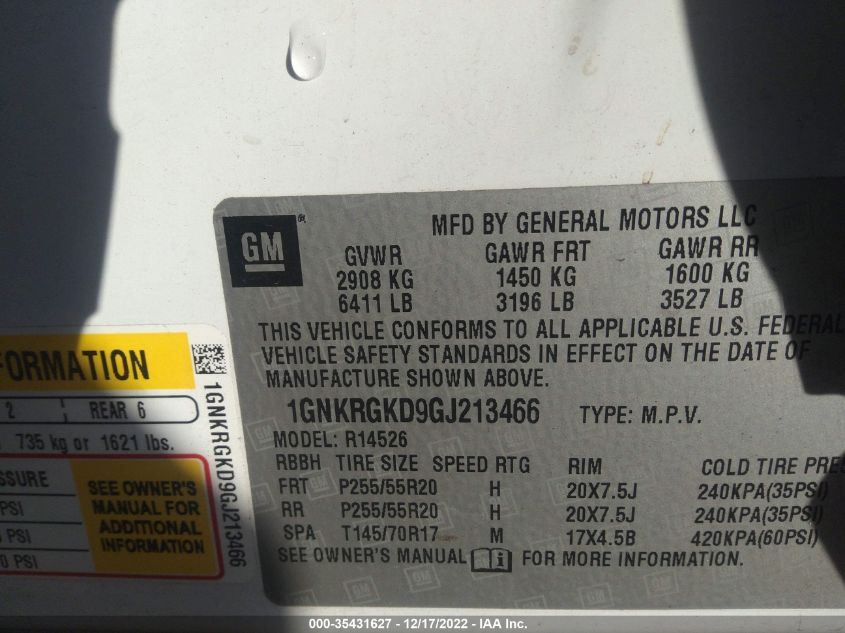 GM ®
MFD BY GENERAL MOTORS LLC
GVWR GAWR FRT GAWR RR
2908 KG 1450 KG 1600 KG
6411 LB 3196 LB 3527 LB
THIS VEHICLE CONFORMS TO ALL APPLICABLE U.S. FEDERAL
VEHICLE SAFETY STANDARDS IN EFFECT ON THE DATE OF
MANUFACTURE SHOWN ABOVE.
1GNKRGKD9GJ213466 TYPE: M.P.V.
MODEL: R14526
RBBH TIRE SIZE SPEED RTG RIM COLD TIRE PRE
FRT P255/55R20 H 20X7.5J 240KPA(35PSI)
RR P255/55R20 H 20X7.5J 240KPA(35PSI)
SPA T145/70R17 M 17X4.5B 420KPA(60PSI)
SEE OWNER'S MANUAL FOR MORE INFORMATION.
FORMATION
2 REAR 6
735 kg or 1621 lbs.
SSURE
PSI
PSI
0 PSI
SEE OWNER'S
MANUAL FOR
ADDITIONAL
INFORMATION
1GNKRGKD9GJ213466
000-35431627 - 12/17/2022 - IAA Inc.